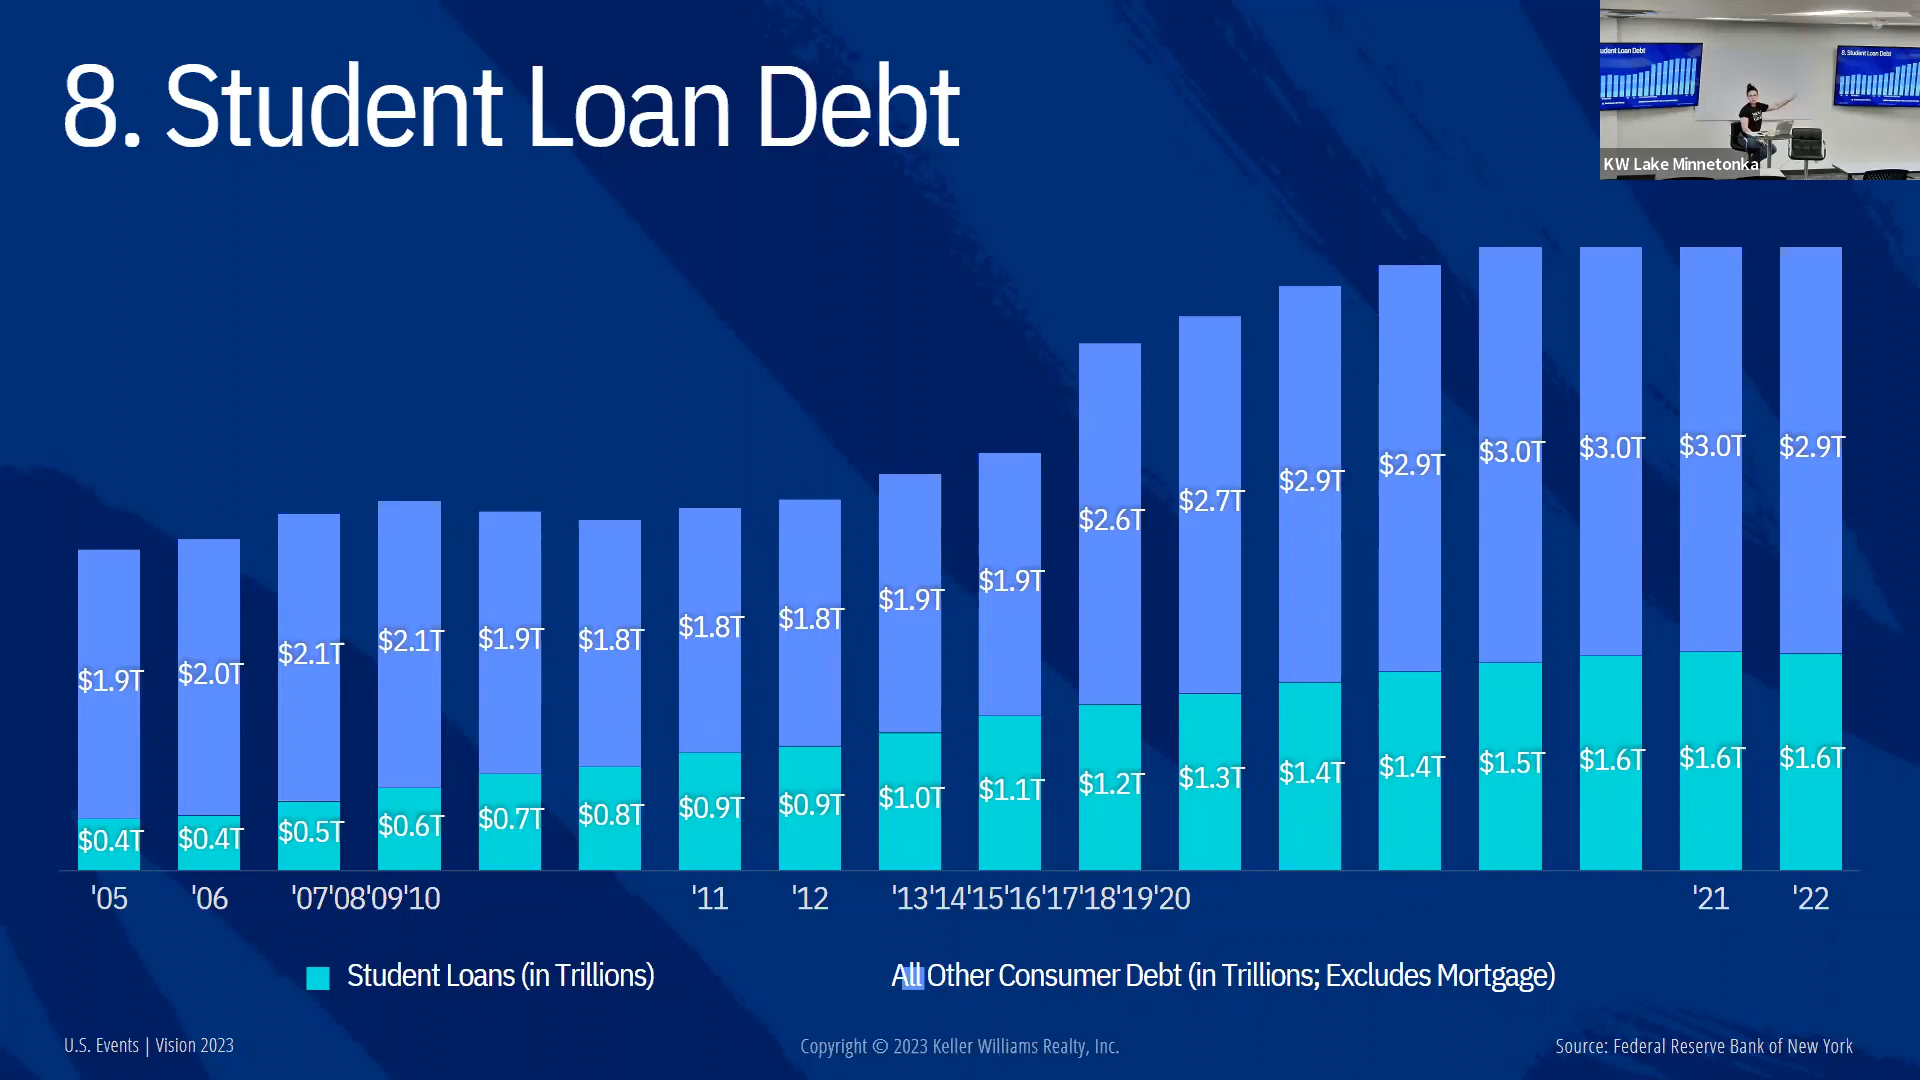 8. Student Loan Debt
udent Loan Debt
8. Student Loan Debt
KW Lake Minnetonka
$1.9T $2.0T $2.1T $2.1T $1.9T $1.8T $1.8T $1.8T $1.9T $1.9T $2.6T $2.7T $2.9T $2.9T $3.0T $3.0T $3.0T $2.9T
$0.4T $0.4T $0.5T $0.6T $0.7T $0.8T $0.9T $0.9T $1.0T $1.1T $1.2T $1.3T $1.4T $1.4T $1.5T $1.6T $1.6T $1.6T
'05 '06 '07'08'09'10 '11 '12 '13'14'15'16'17'18'19'20 '21 '22
Student Loans (in Trillions) All Other Consumer Debt (in Trillions; Excludes Mortgage)
U.S. Events | Vision 2023 Copyright © 2023 Keller Williams Realty, Inc. Source: Federal Reserve Bank of New York